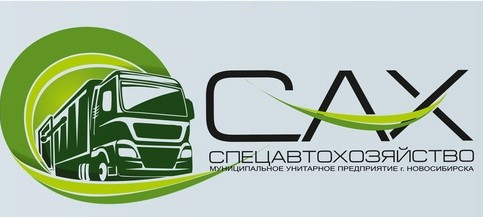 САХ
СПЕЦАВТОХОЗЯЙСТВО
МУНИЦИПАЛЬНОЕ УНИТАРНОЕ ПРЕДПРИЯТИЕ г. НОВОСИБИРСКА